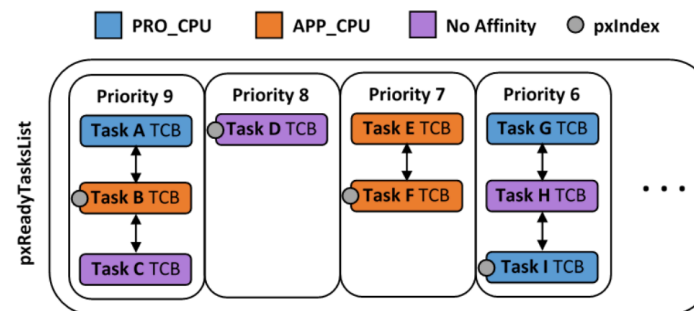 PRO_CPU APP_CPU No Affinity pxIndex
pxReadyTasksList
Priority 9 Priority 8 Priority 7 Priority 6
Task A TCB Task D TCB Task E TCB Task G TCB
Task B TCB Task F TCB Task H TCB
Task C TCB Task I TCB
...